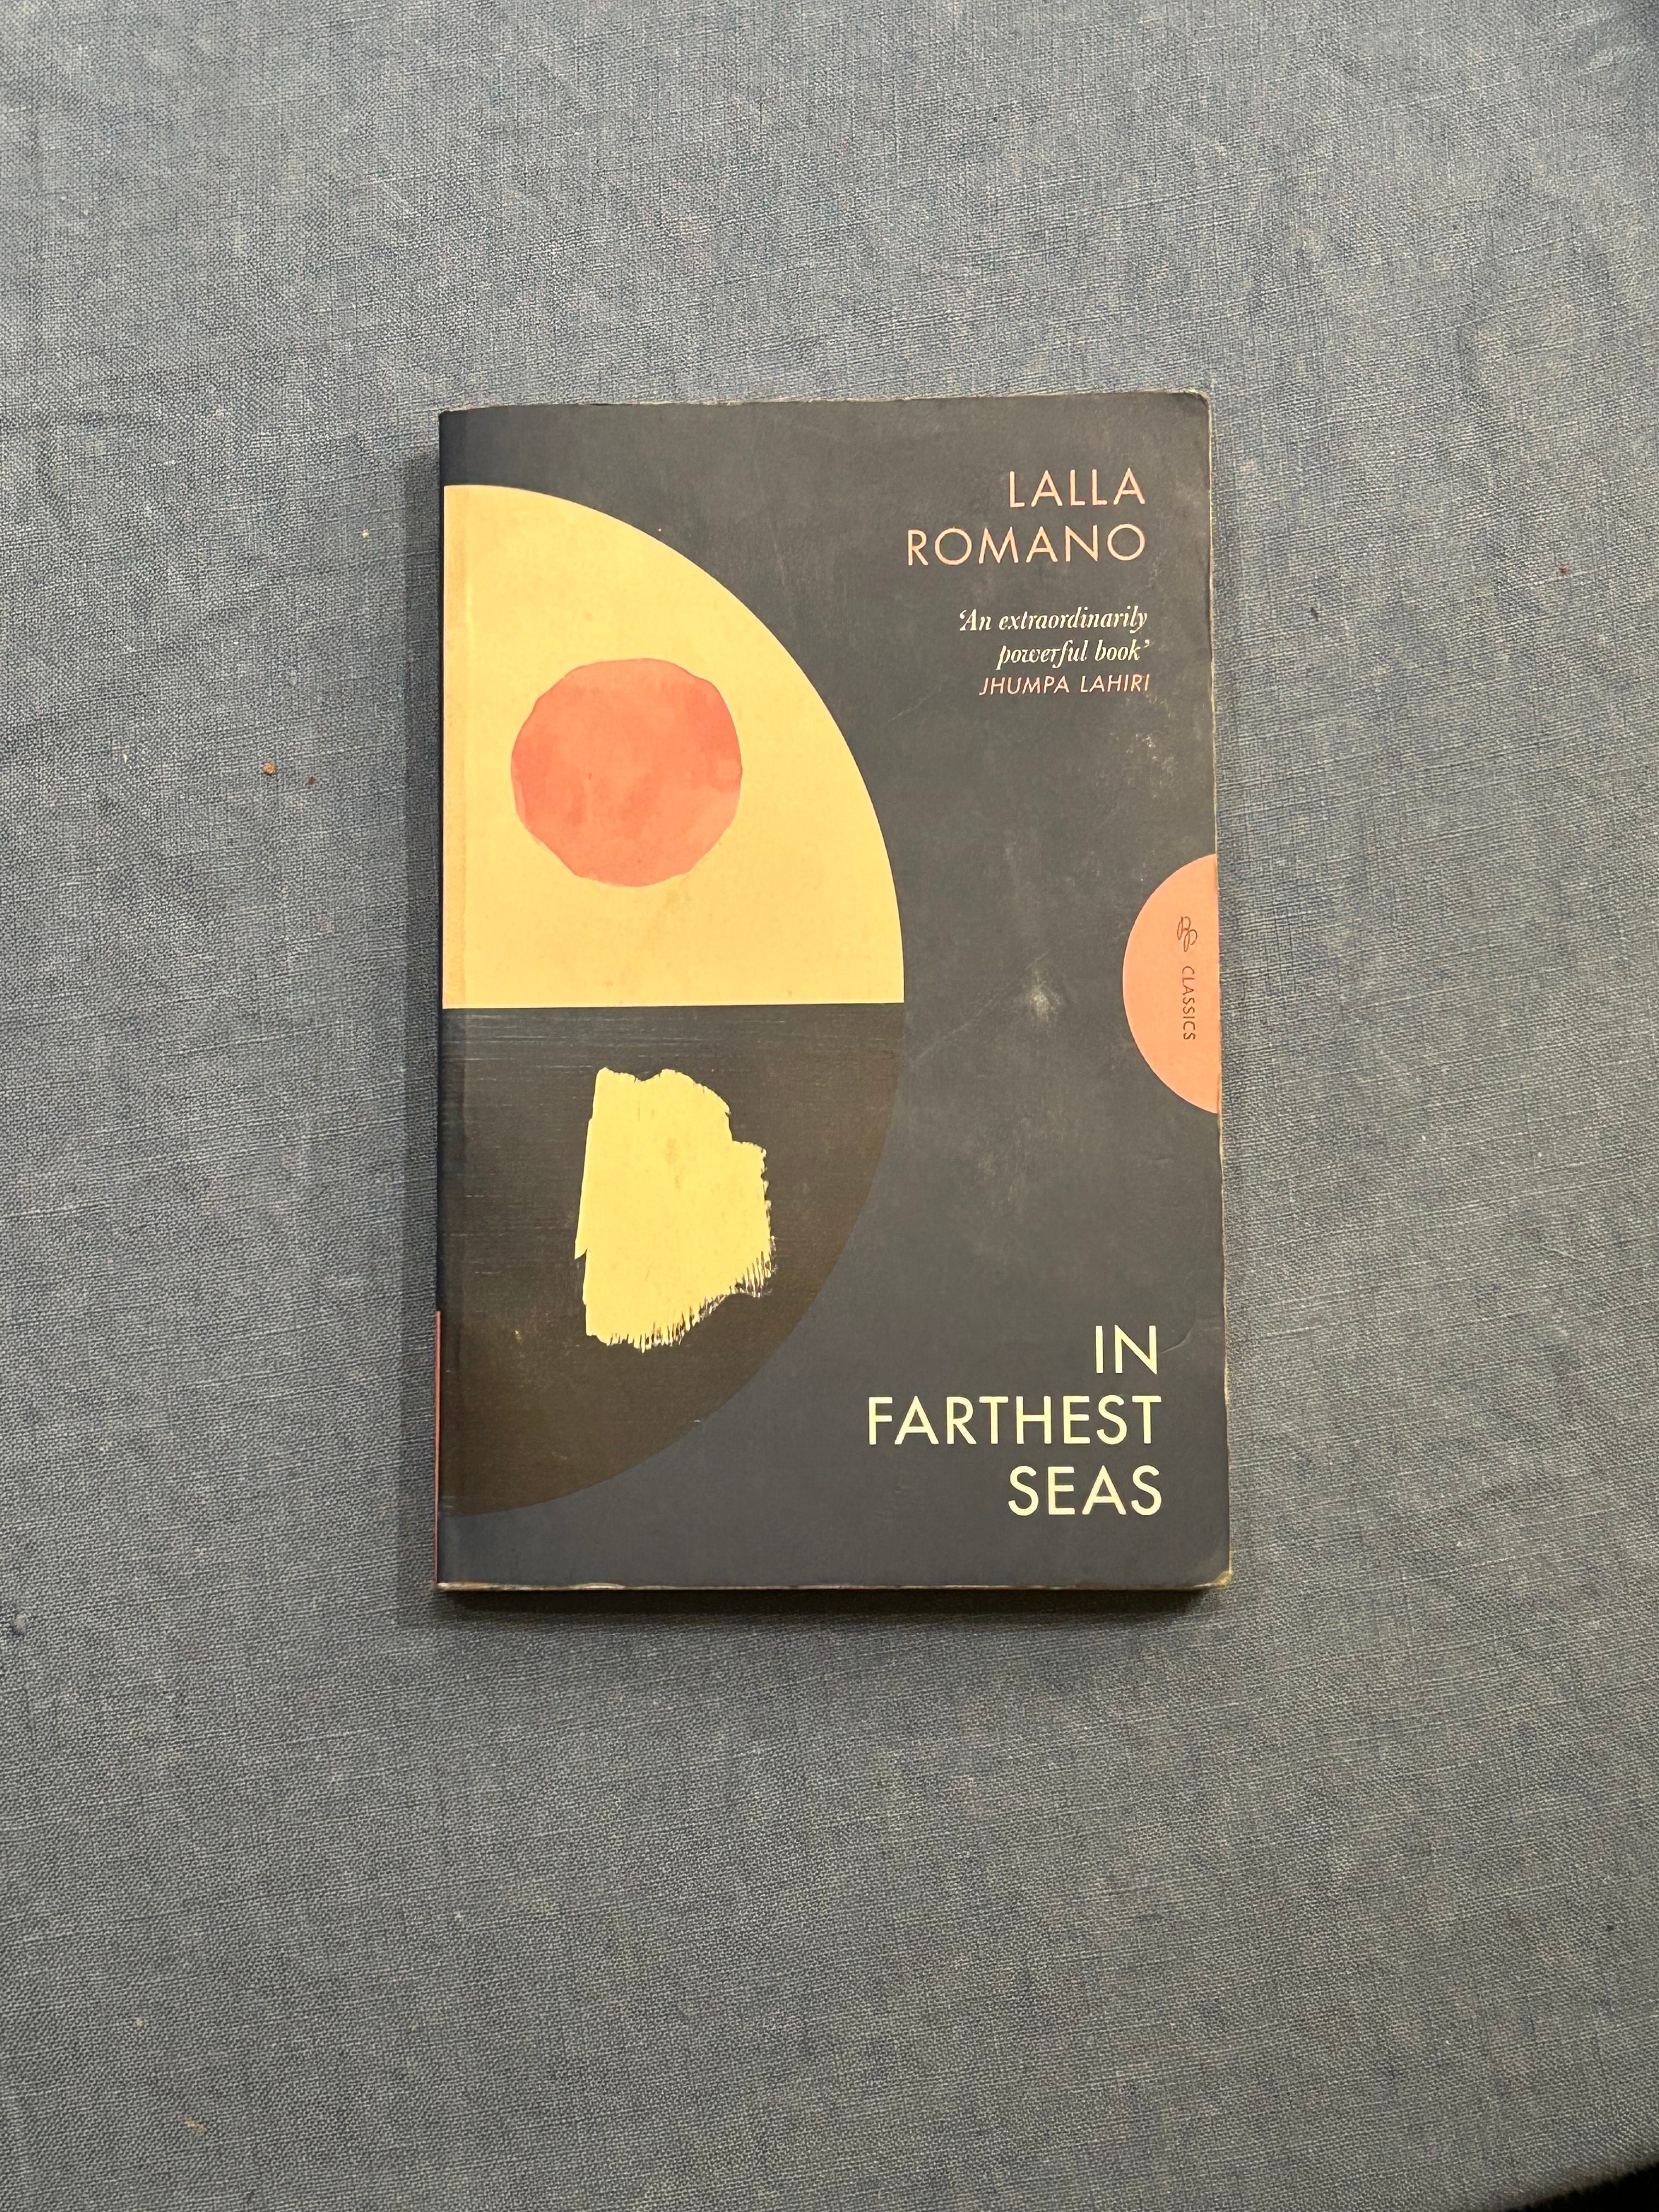 LALLA
ROMANO
‘An extraordinarily
powerful book’
JHUMPA LAHIRI
CLASSICS
IN
FARTHEST
SEAS